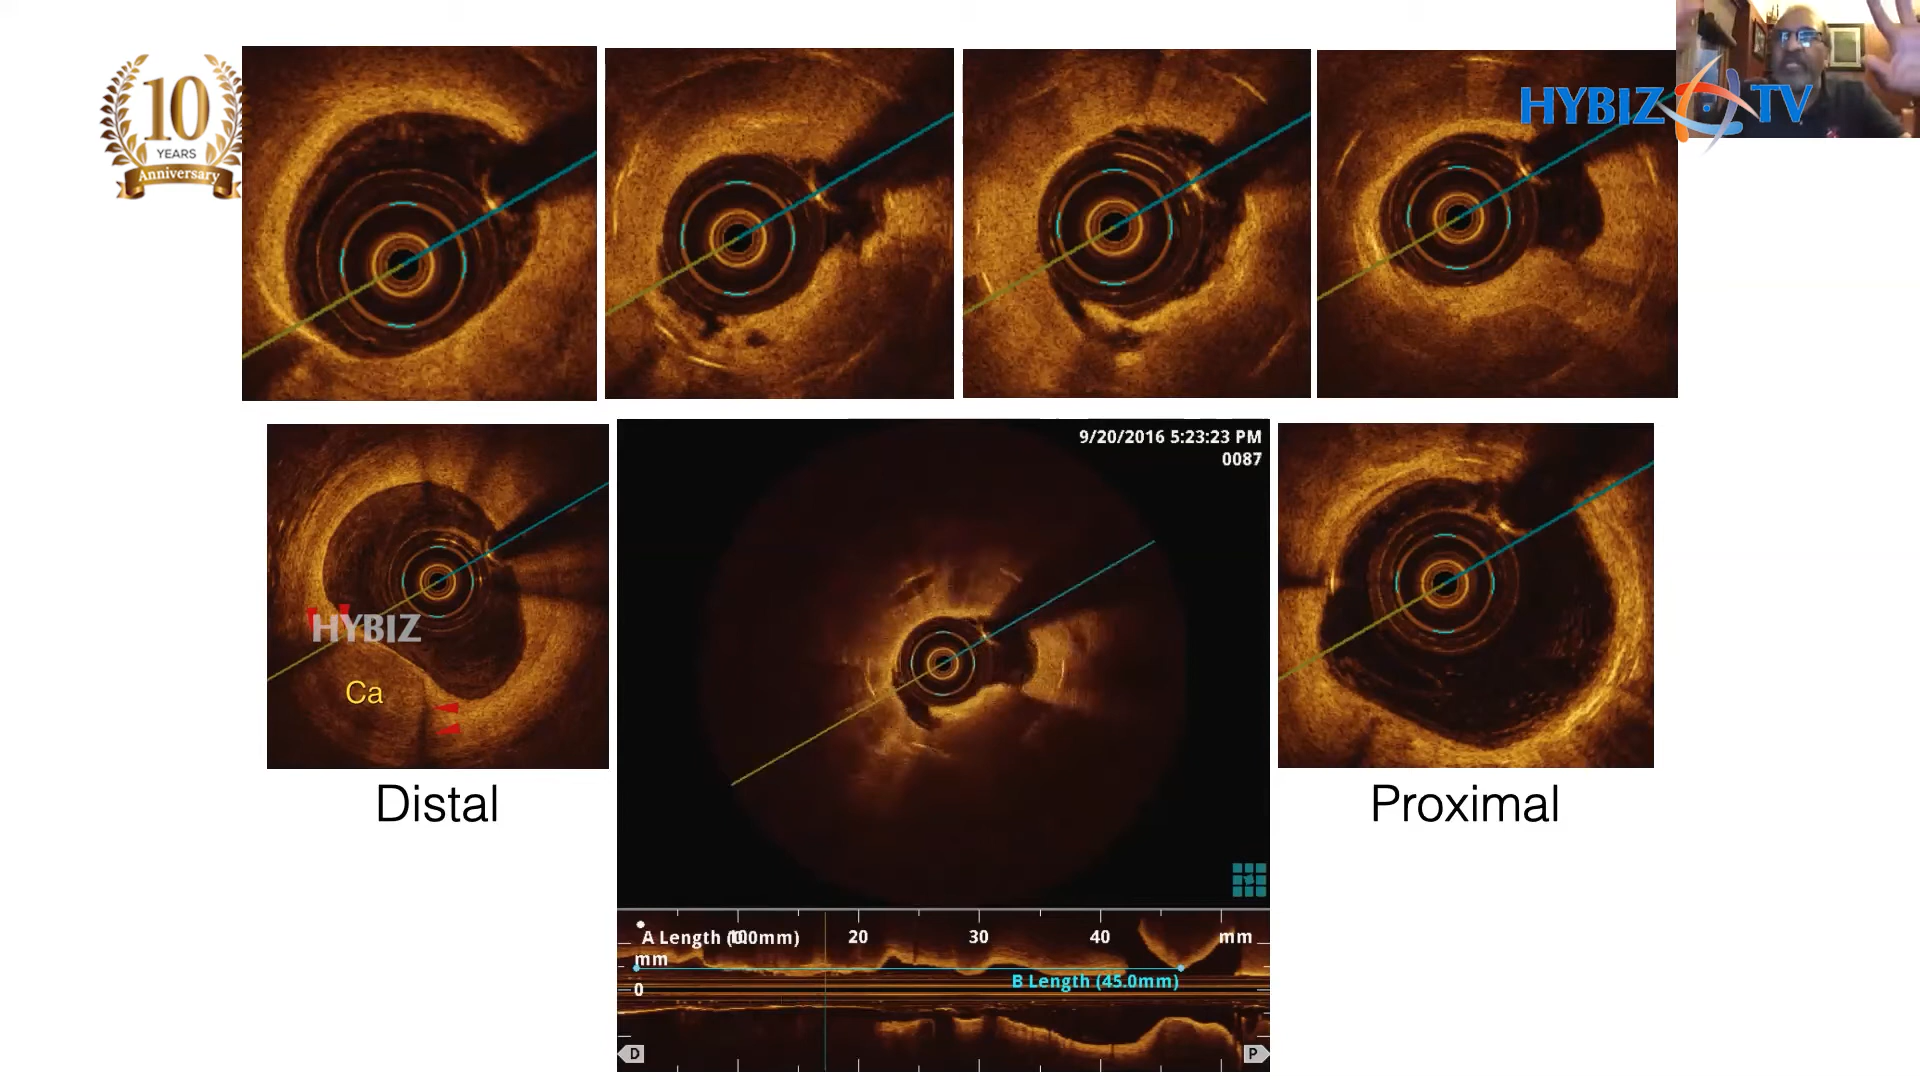 10
YEARS
Anniversary
HYBIZ TV
9/20/2016 5:23:23 PM
0087
HYBIZ
Ca
Distal
Proximal
A Length (0.0mm)
10
20
30
40
mm
mm
B Length (45.0mm)
0
D
P